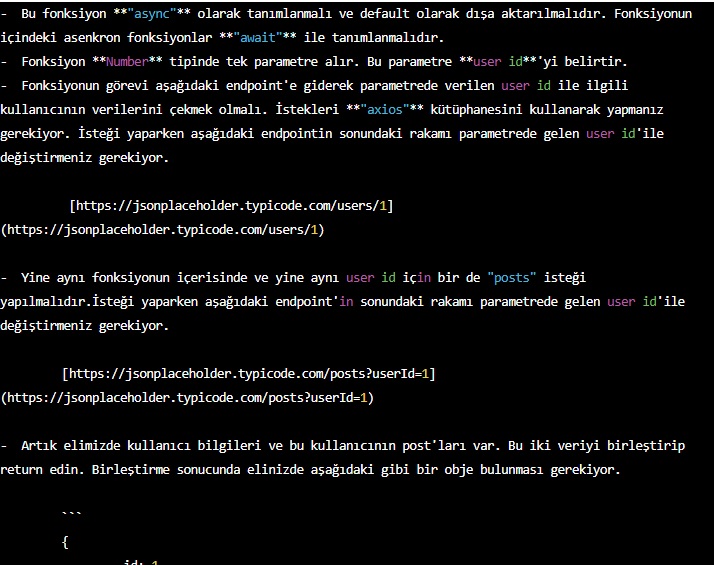 -  Bu fonksiyon **"async"** olarak tanımlanmalı ve default olarak dışa aktarılmalıdır. Fonksiyonun
içindeki asenkron fonksiyonlar **"await"** ile tanımlanmalıdır.
-  Fonksiyon **Number** tipinde tek parametre alır. Bu parametre **user id**'yi belirtir.
-  Fonksiyonun görevi aşağıdaki endpoint'e giderek parametrede verilen user id ile ilgili
kullanıcının verilerini çekmek olmalı. İstekleri **"axios"** kütüphanesini kullanarak yapmanız
gerekiyor. İsteği yaparken aşağıdaki endpointin sonundaki rakamı parametrede gelen user id'ile
değiştirmeniz gerekiyor.
[https://jsonplaceholder.typicode.com/users/1]
(https://jsonplaceholder.typicode.com/users/1)
-  Yine aynı fonksiyonun içerisinde ve yine aynı user id için bir de "posts" isteği
yapılmalıdır.İsteği yaparken aşağıdaki endpoint'in sonundaki rakamı parametrede gelen user id'ile
değiştirmeniz gerekiyor.
[https://jsonplaceholder.typicode.com/posts?userId=1]
(https://jsonplaceholder.typicode.com/posts?userId=1)
-  Artık elimizde kullanıcı bilgileri ve bu kullanıcının post'ları var. Bu iki veriyi birleştirip
return edin. Birleştirme sonucunda elinizde aşağıdaki gibi bir obje bulunması gerekiyor.
```
{
id: 1